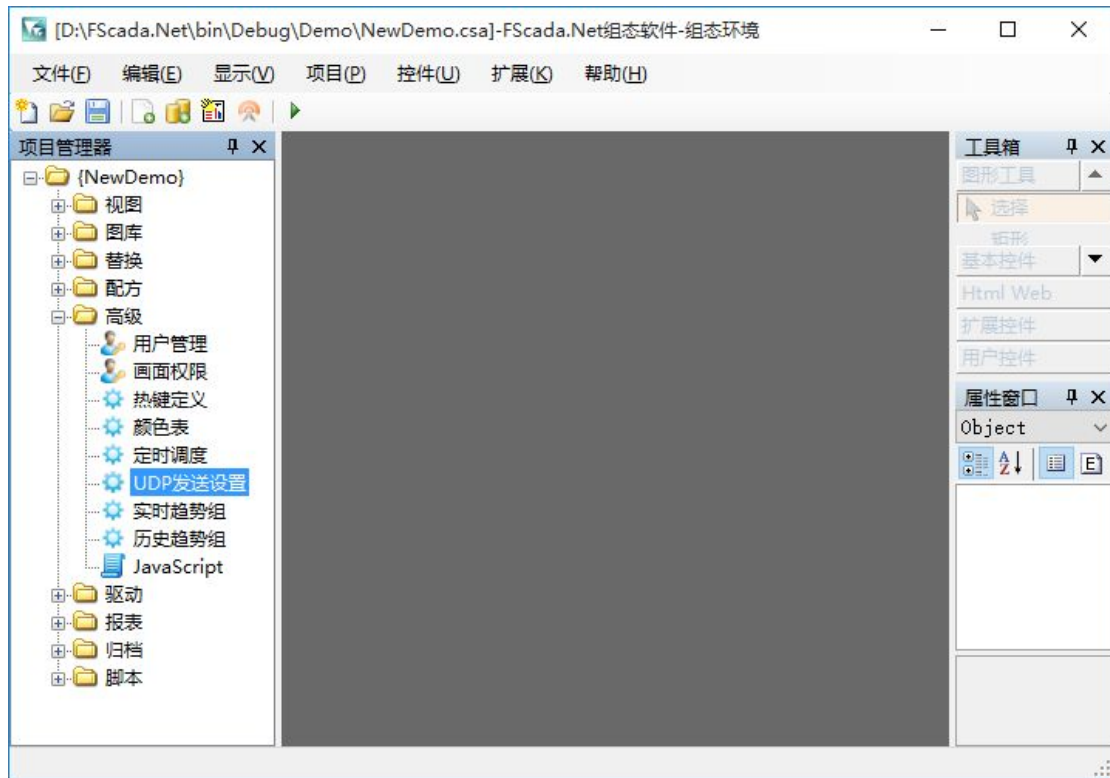 [D:\FScada.Net\bin\Debug\Demo\NewDemo.csa]-FScada.Net组态软件-组态环境
文件(F) 编辑(E) 显示(V) 项目(P) 控件(U) 扩展(K) 帮助(H)
项目管理器
{NewDemo}
视图
图库
替换
配方
高级
用户管理
画面权限
热键定义
颜色表
定时调度
UDP发送设置
实时趋势组
历史趋势组
JavaScript
驱动
报表
归档
脚本
工具箱
图形工具
选择
矩形
基本控件
Html Web
扩展控件
用户控件
属性窗口
Object